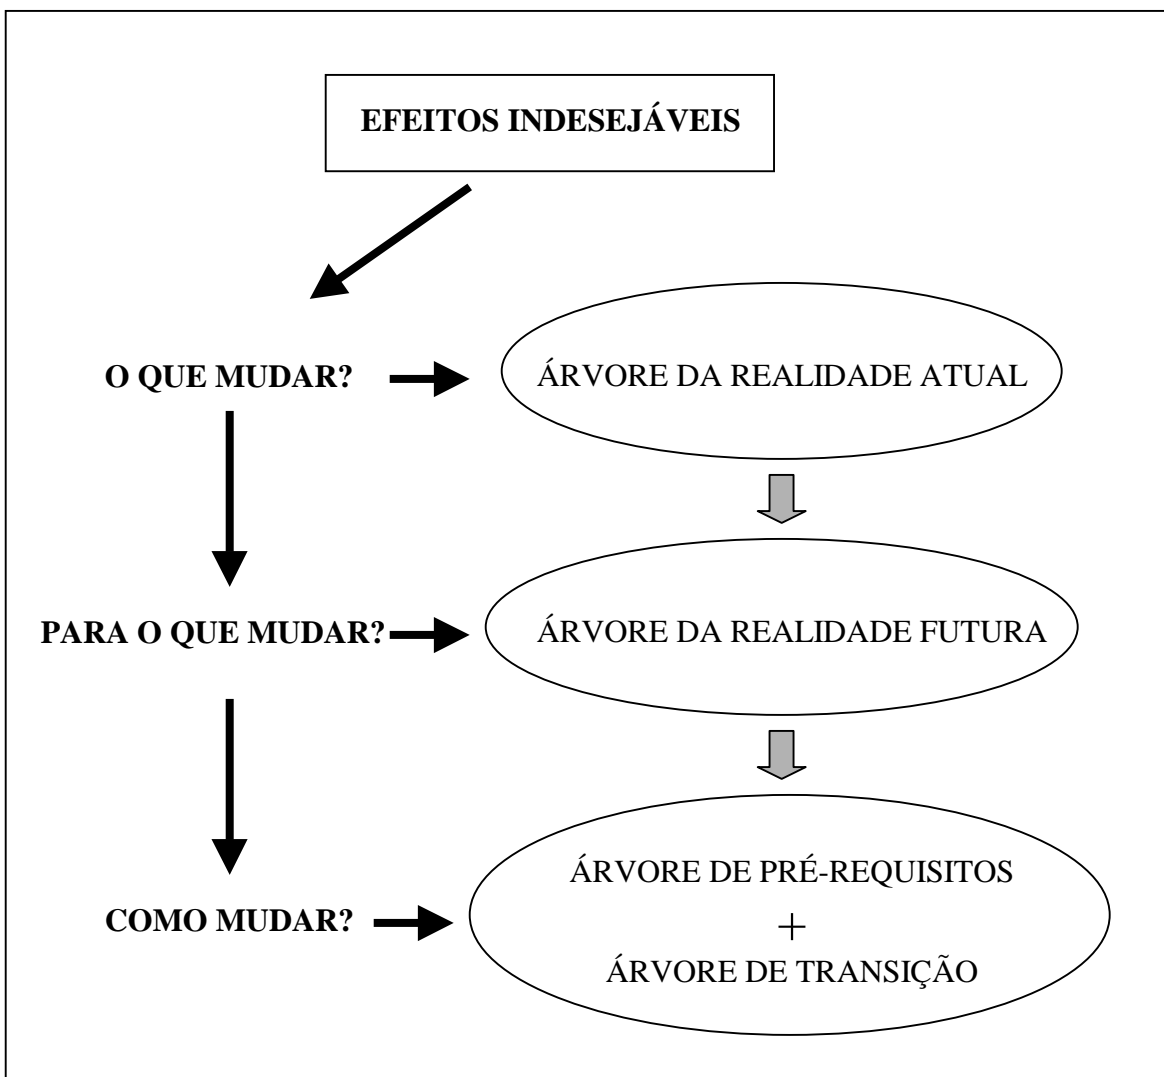 EFEITOS INDESEJÁVEIS
O QUE MUDAR?
ÁRVORE DA REALIDADE ATUAL
PARA O QUE MUDAR?
ÁRVORE DA REALIDADE FUTURA
COMO MUDAR?
ÁRVORE DE PRÉ-REQUISITOS
+
ÁRVORE DE TRANSIÇÃO